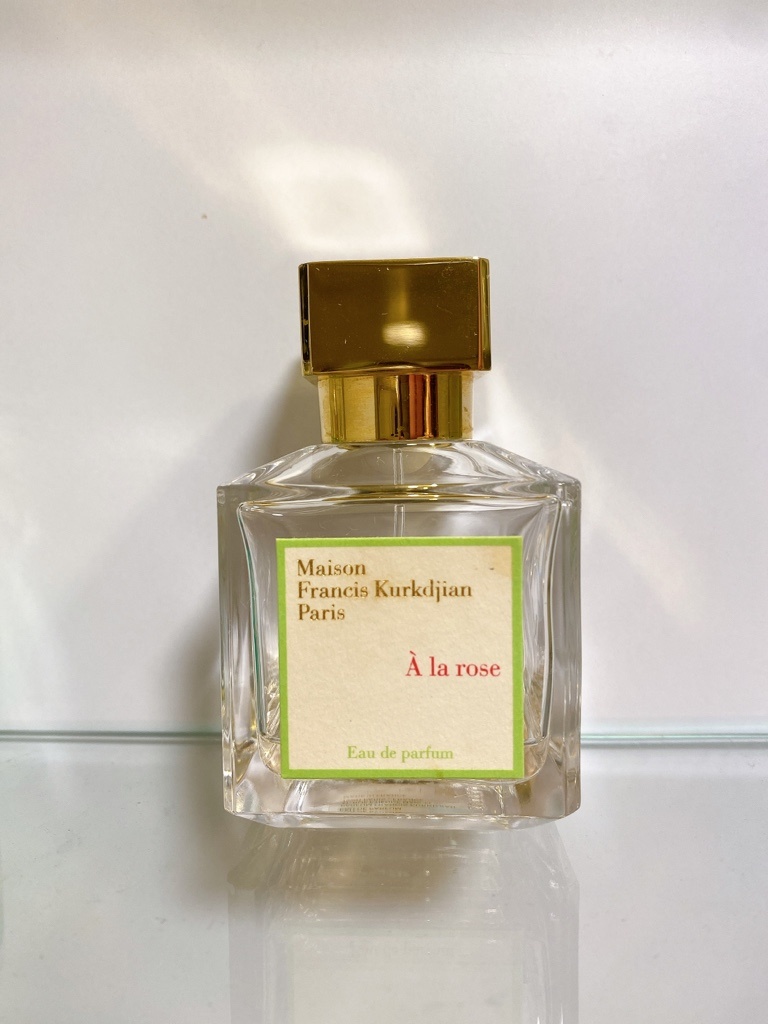 Maison
Francis Kurkdjian
Paris
À la rose
Eau de parfum